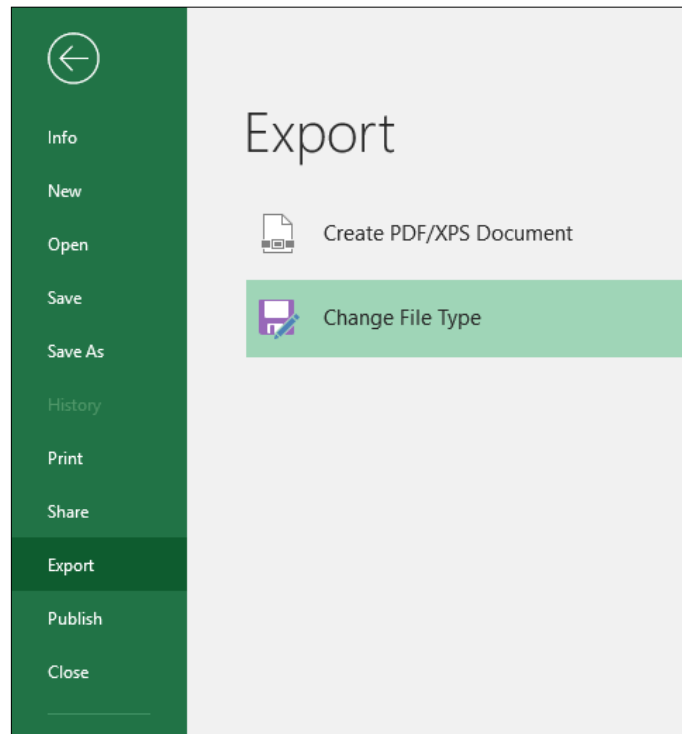 Info
New
Open
Save
Save As
History
Print
Share
Export
Publish
Close
Export
Create PDF/XPS Document
Change File Type